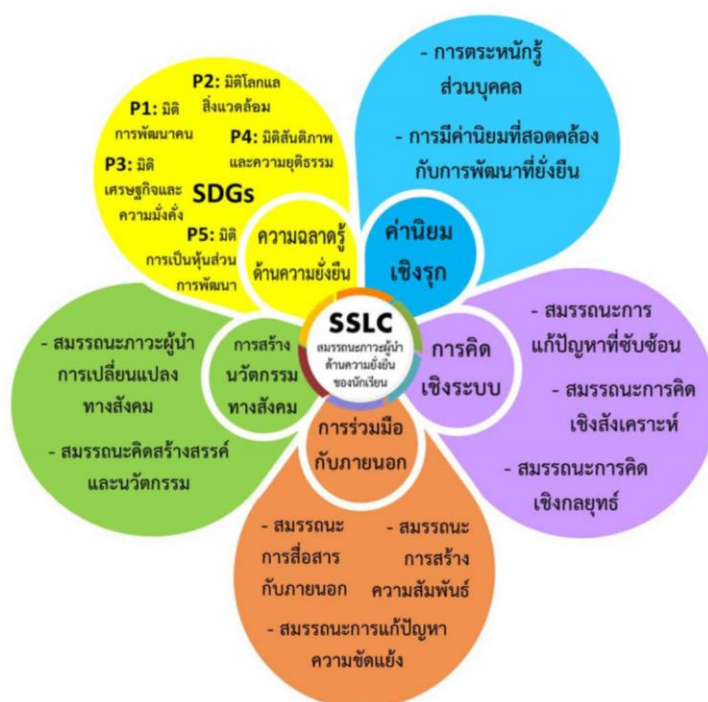 P2: มิติโลกแล
สิ่งแวดล้อม
P1: มิติ
การพัฒนาคน
P4: มิติสันติภาพ
และความยุติธรรม
P3: มิติ
เศรษฐกิจและ
ความมั่งคั่ง
SDGs
P5: มิติ
การเป็นหุ้นส่วน
การพัฒนา
ความฉลาดรู้
ด้านความยั่งยืน
- การตระหนักรู้
ส่วนบุคคล
- การมีค่านิยมที่สอดคล้อง
กับการพัฒนาที่ยั่งยืน
ค่านิยม
เชิงรุก
SSLC
สมรรถนะภาวะผู้นำ
ด้านความยั่งยืน
ของนักเรียน
การคิด
เชิงระบบ
- สมรรถนะการ
แก้ปัญหาที่ซับซ้อน
- สมรรถนะการคิด
เชิงสังเคราะห์
- สมรรถนะการคิด
เชิงกลยุทธ์
การสร้าง
นวัตกรรม
ทางสังคม
- สมรรถนะภาวะผู้นำ
การเปลี่ยนแปลง
ทางสังคม
- สมรรถนะคิดสร้างสรรค์
และนวัตกรรม
การร่วมมือ
กับภายนอก
- สมรรถนะ
การสื่อสาร
กับภายนอก
- สมรรถนะ
การสร้าง
ความสัมพันธ์
- สมรรถนะการแก้ปัญหา
ความขัดแย้ง